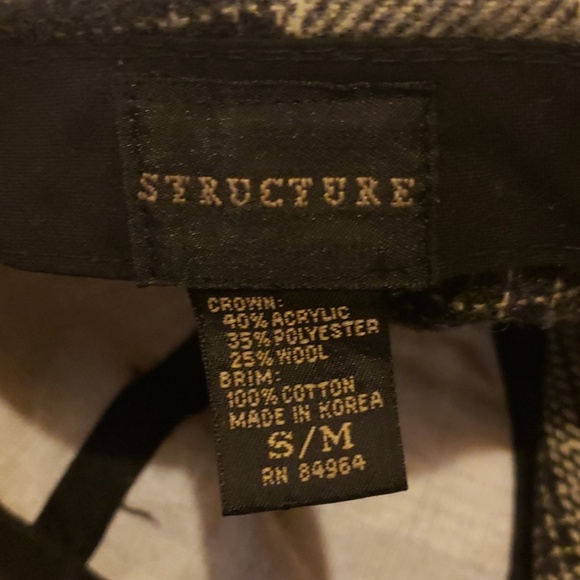 STRUCTURE
CROWN:
40% ACRYLIC
35% POLYESTER
25% WOOL
BRIM:
100% COTTON
MADE IN KOREA
S/M
RN 84964